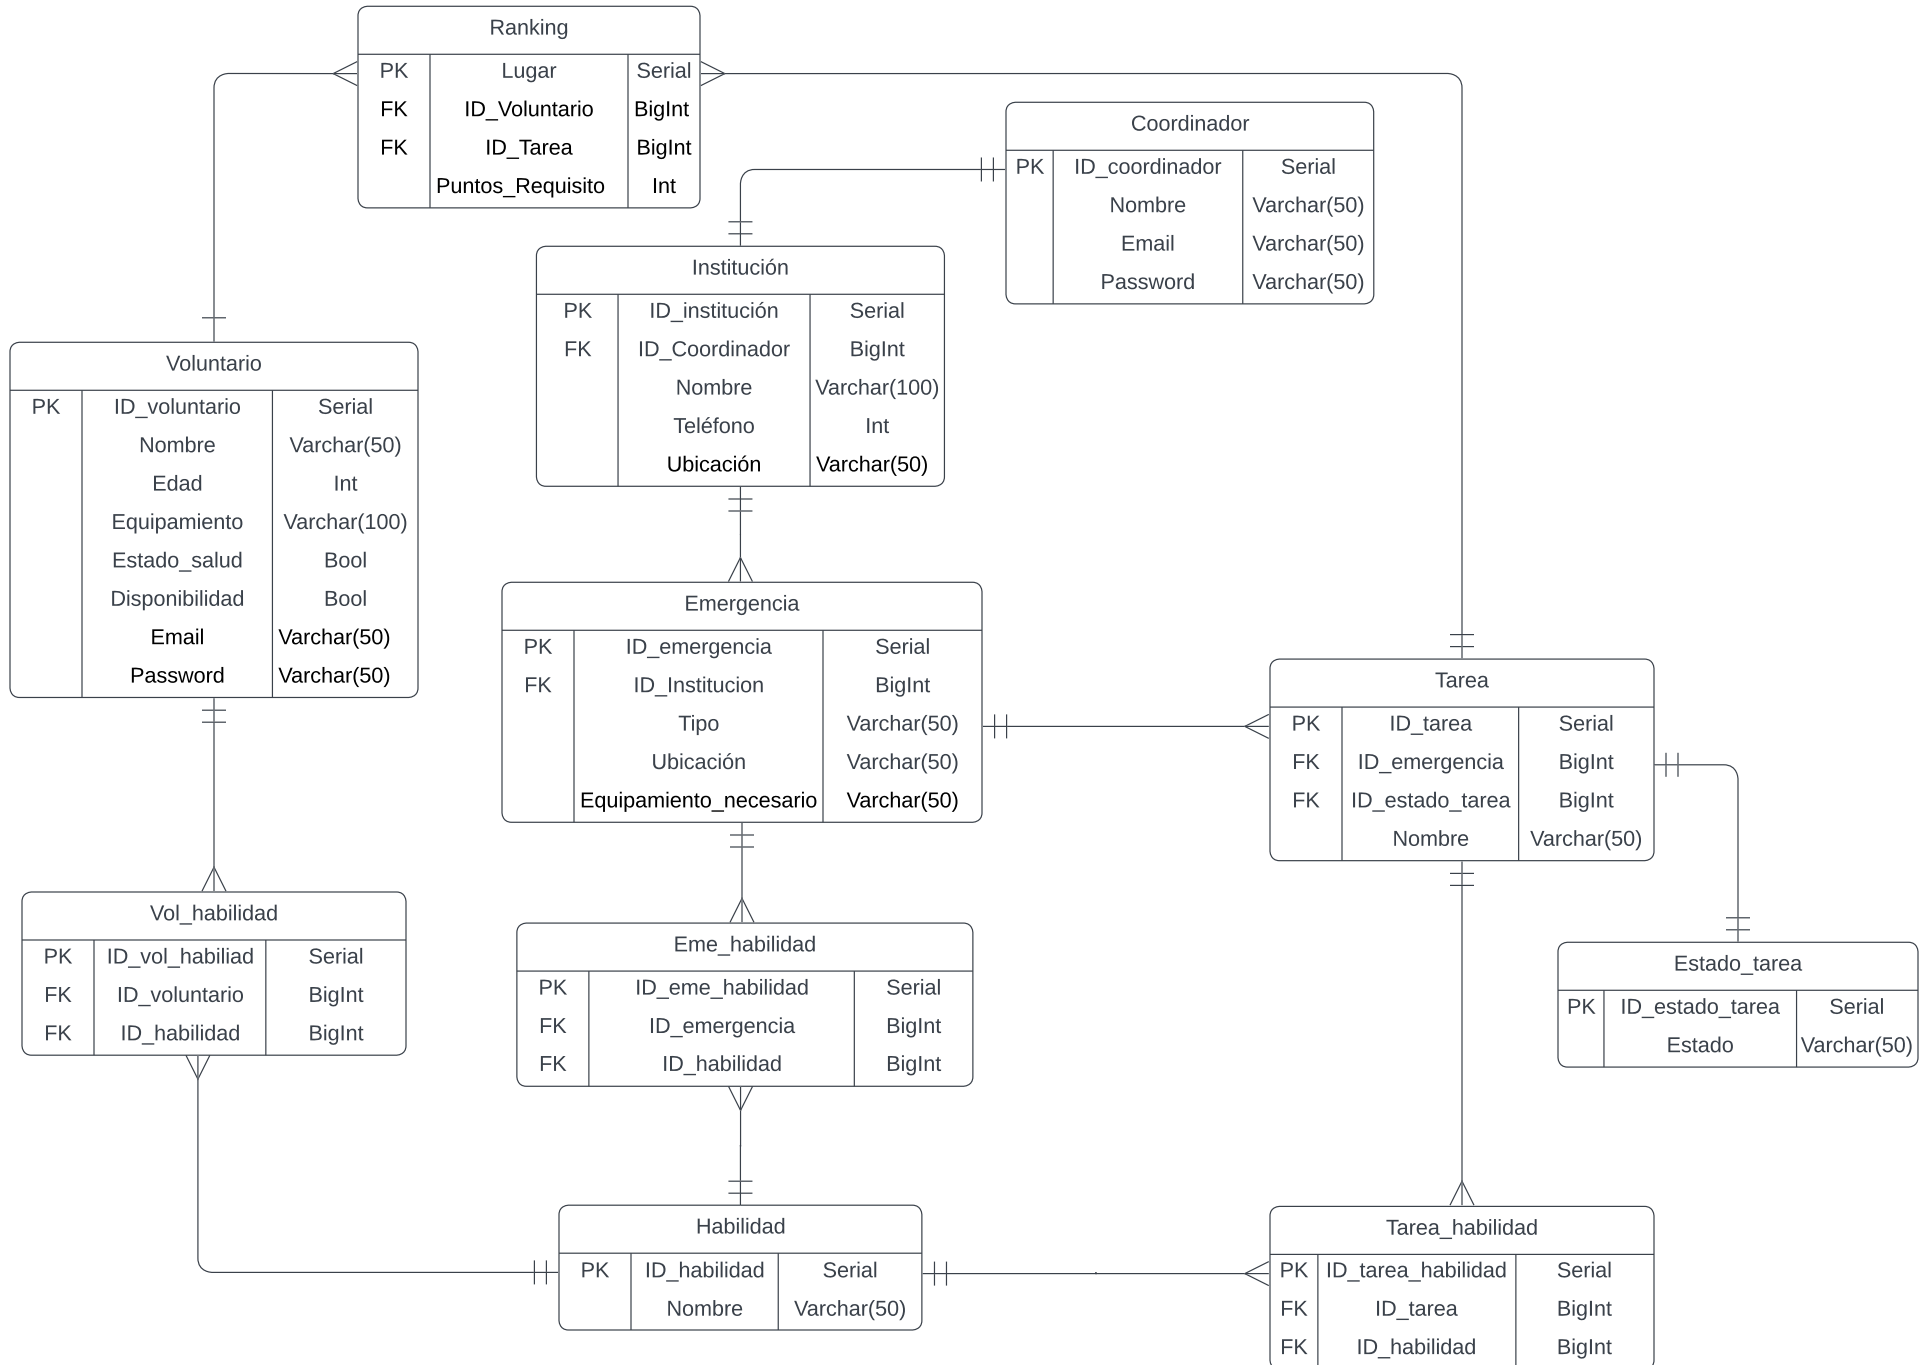 Ranking
PK Lugar Serial
FK ID_Voluntario BigInt
FK ID_Tarea BigInt
Puntos_Requisito Int
Coordinador
PK ID_coordinador Serial
Nombre Varchar(50)
Email Varchar(50)
Password Varchar(50)
Institución
PK ID_institución Serial
FK ID_Coordinador BigInt
Nombre Varchar(100)
Teléfono Int
Ubicación Varchar(50)
Voluntario
PK ID_voluntario Serial
Nombre Varchar(50)
Edad Int
Equipamiento Varchar(100)
Estado_salud Bool
Disponibilidad Bool
Email Varchar(50)
Password Varchar(50)
Emergencia
PK ID_emergencia Serial
FK ID_Institucion BigInt
Tipo Varchar(50)
Ubicación Varchar(50)
Equipamiento_necesario Varchar(50)
Tarea
PK ID_tarea Serial
FK ID_emergencia BigInt
FK ID_estado_tarea BigInt
Nombre Varchar(50)
Vol_habilidad
PK ID_vol_habiliad Serial
FK ID_voluntario BigInt
FK ID_habilidad BigInt
Eme_habilidad
PK ID_eme_habilidad Serial
FK ID_emergencia BigInt
FK ID_habilidad BigInt
Estado_tarea
PK ID_estado_tarea Serial
Estado Varchar(50)
Habilidad
PK ID_habilidad Serial
Nombre Varchar(50)
Tarea_habilidad
PK ID_tarea_habilidad Serial
FK ID_tarea BigInt
FK ID_habilidad BigInt